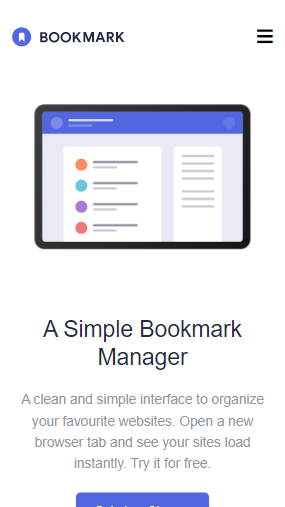 BOOKMARK
A Simple Bookmark
Manager
A clean and simple interface to organize
your favourite websites. Open a new
browser tab and see your sites load
instantly. Try it for free.